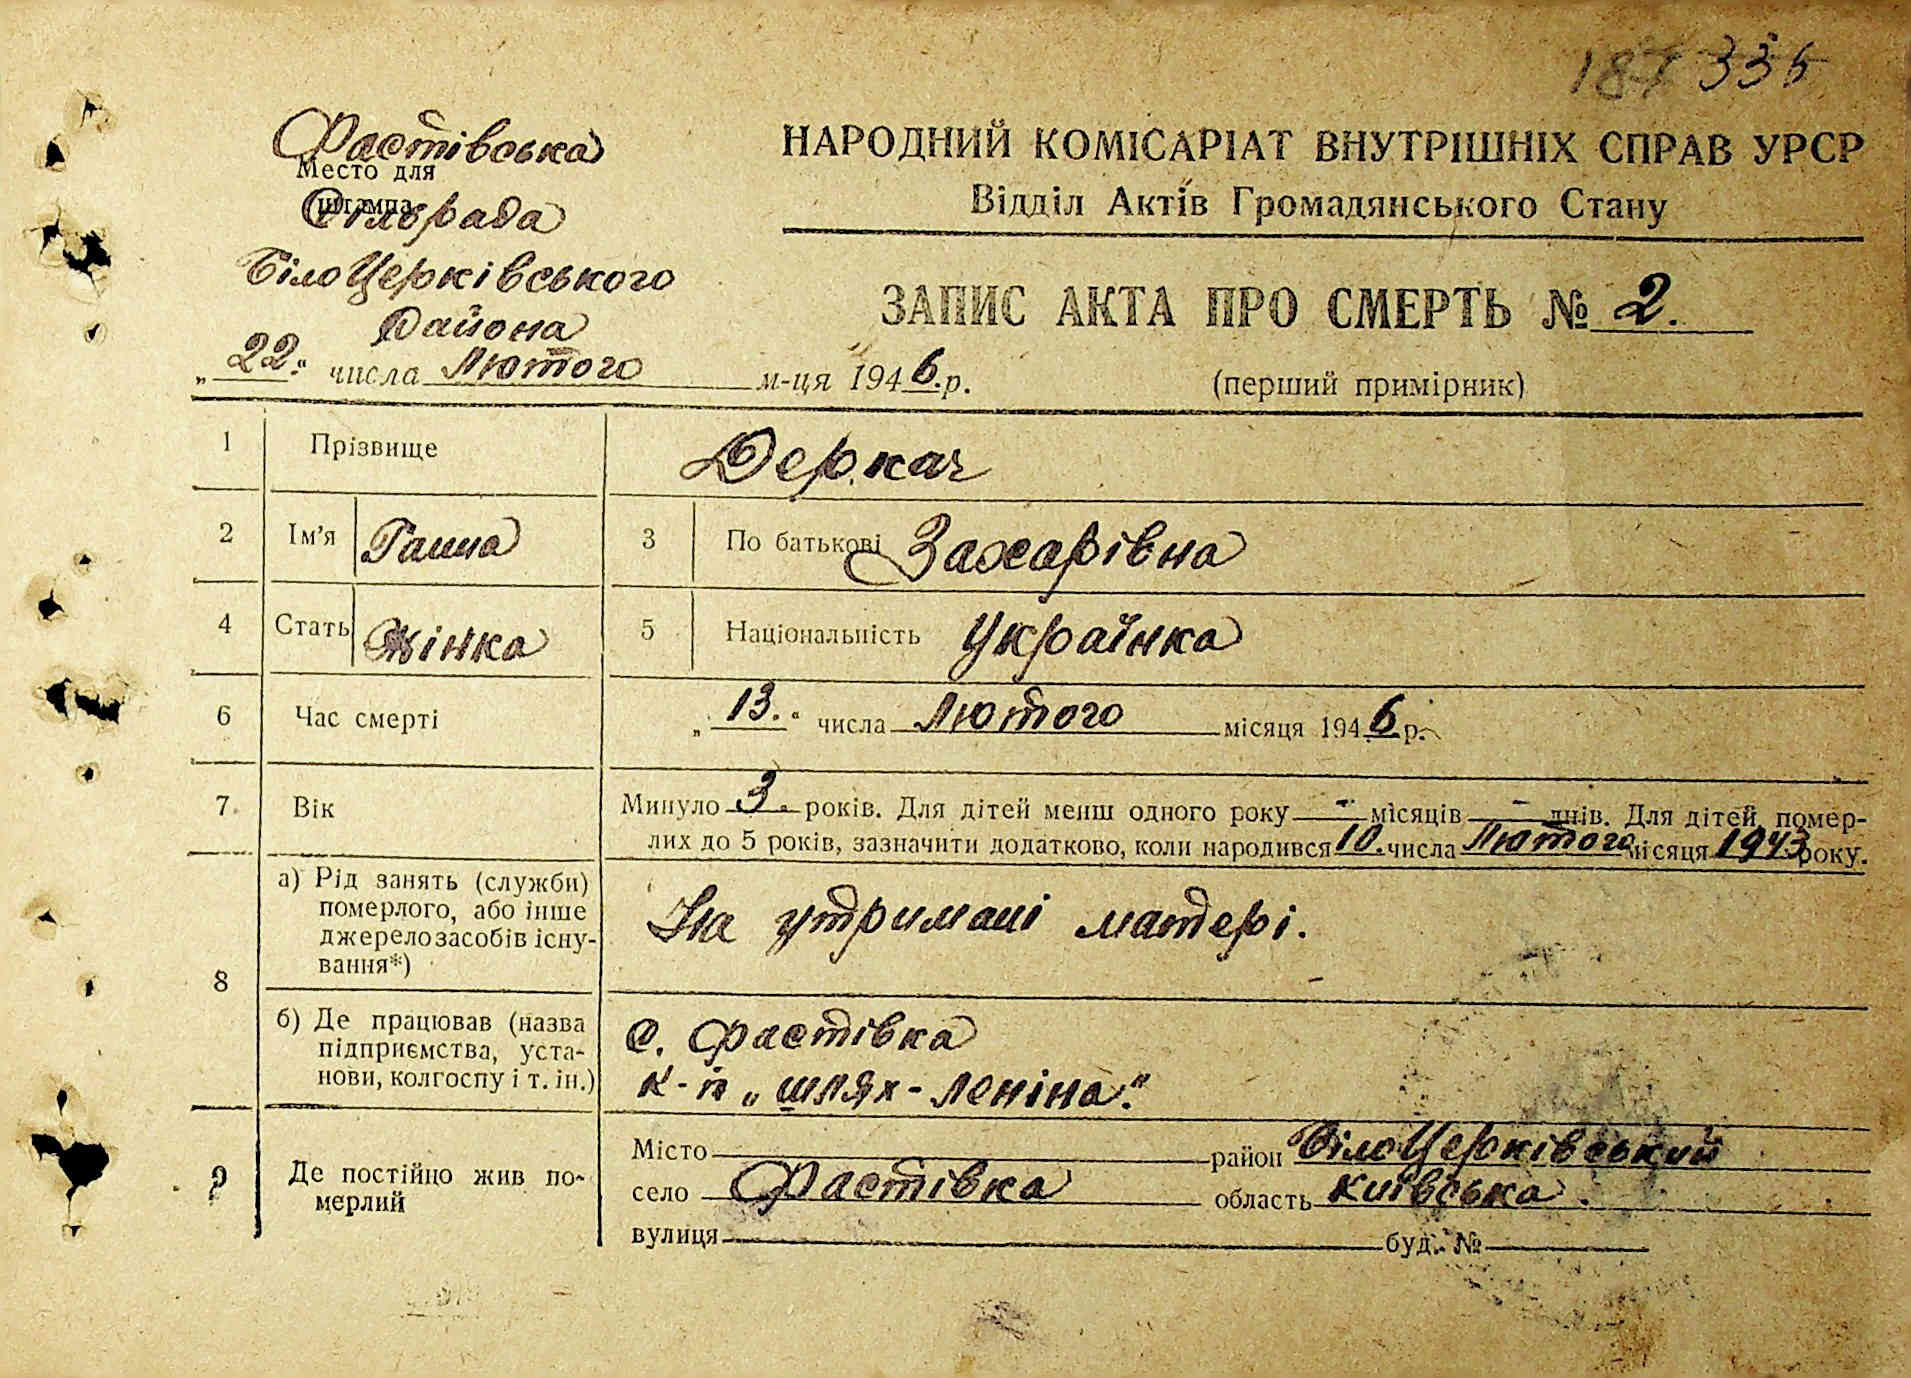 187 335
Фастівська
Место для
штампа
Сільрада
БілоЦерківського
Района
„22.“ числа Лютого м-ця 1946.р.
НАРОДНИЙ КОМІСАРІАТ ВНУТРІШНІХ СПРАВ УРСР
Відділ Актів Громадянського Стану
ЗАПИС АКТА ПРО СМЕРТЬ № 2.
(перший примірник)
1 Прізвище Деркач
2 Ім'я Ганна 3 По батькові Захарівна
4 Стать Жінка 5 Національність Українка
6 Час смерті „13.“ числа Лютого місяця 1946 р.
7 Вік Минуло 3. років. Для дітей менш одного року - місяців - днів. Для дітей, помер-
лих до 5 років, зазначити додатково, коли народився 10. числа Лютого місяця 1943 року.
8 а) Рід занять (служби)
померлого, або інше
джерело засобів існу-
вання*)
На утримані матері.
б) Де працював (назва
підприємства, уста-
нови, колгоспу і т. ін.)
С. Фастівка
к-п „шлях-Леніна."
9 Де постійно жив по-
мерлий
Місто район БілоЦерківський
село Фастівка область Київська.
вулиця буд. №